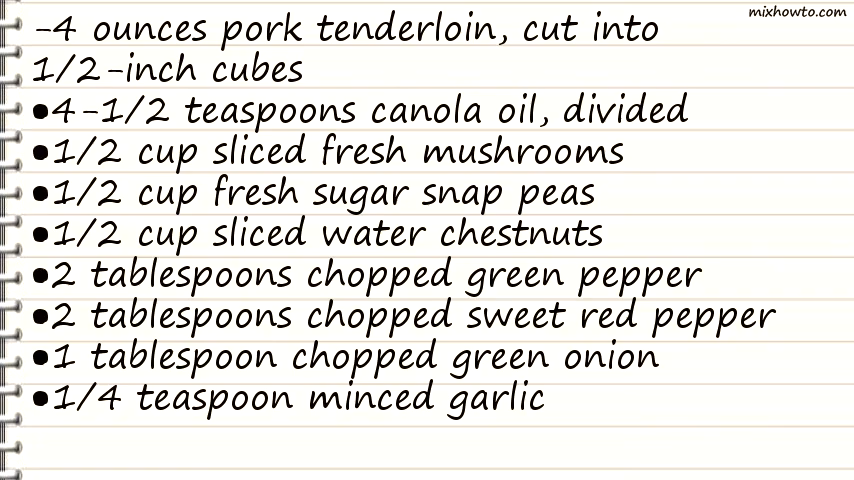 mixhowto.com
-4 ounces pork tenderloin, cut into
1/2-inch cubes
•4-1/2 teaspoons canola oil, divided
•1/2 cup sliced fresh mushrooms
•1/2 cup fresh sugar snap peas
•1/2 cup sliced water chestnuts
•2 tablespoons chopped green pepper
•2 tablespoons chopped sweet red pepper
•1 tablespoon chopped green onion
•1/4 teaspoon minced garlic